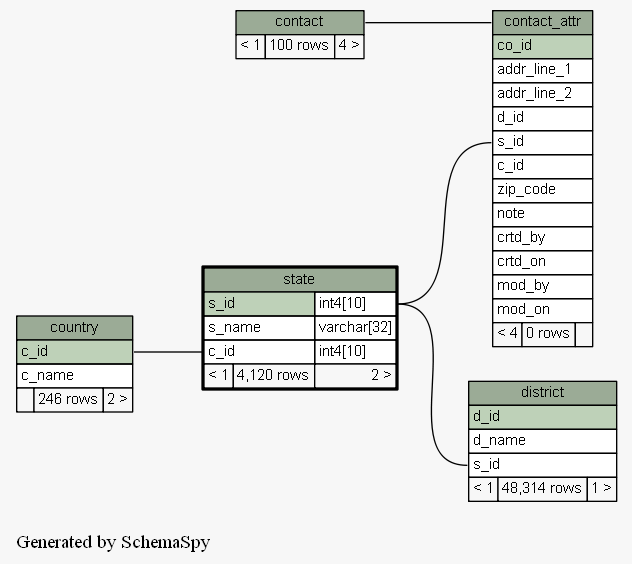 contact
< 1 100 rows 4 >
contact_attr
co_id
addr_line_1
addr_line_2
d_id
s_id
c_id
zip_code
note
crtd_by
crtd_on
mod_by
mod_on
< 4 0 rows
state
s_id int4[10]
s_name varchar[32]
c_id int4[10]
< 1 4,120 rows 2 >
country
c_id
c_name
246 rows 2 >
district
d_id
d_name
s_id
< 1 48,314 rows 1 >
Generated by SchemaSpy